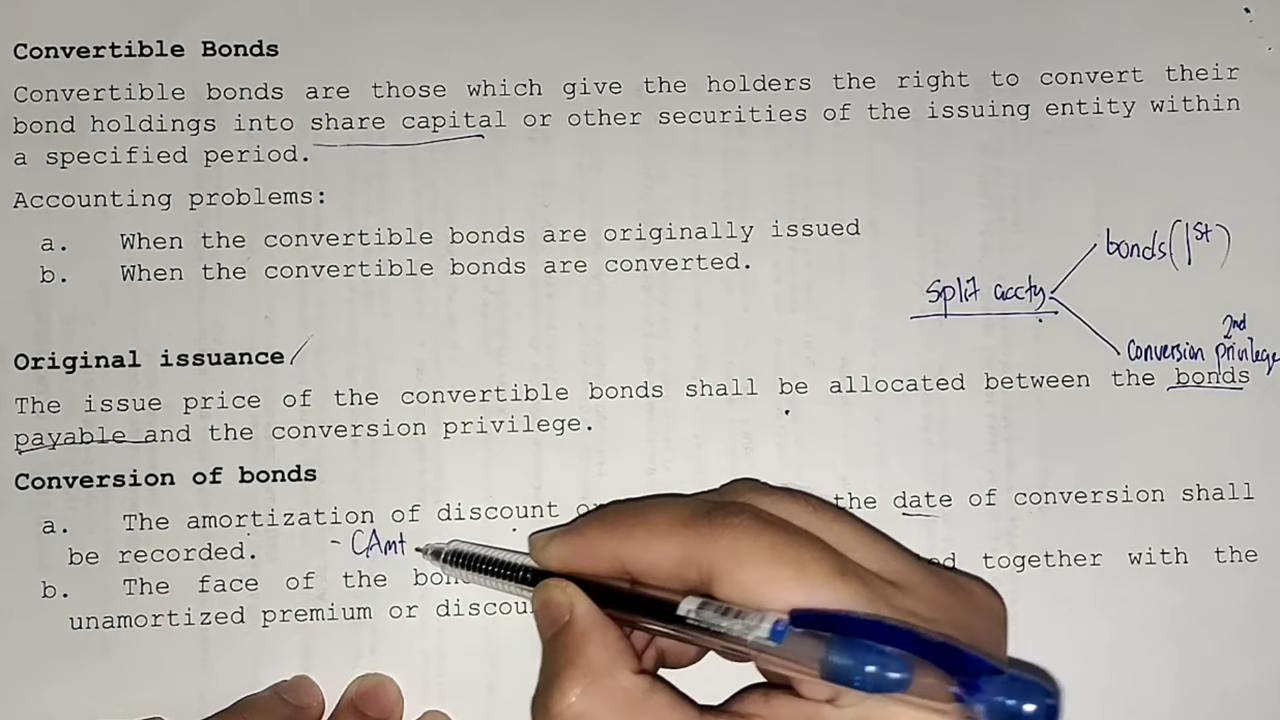 Convertible Bonds
Convertible bonds are those which give the holders the right to convert their
bond holdings into share capital or other securities of the issuing entity within
a specified period.
Accounting problems:
a. When the convertible bonds are originally issued
b. When the convertible bonds are converted.
bonds (1st)
Split acctg
2nd
Conversion privilege
Original issuance /
The issue price of the convertible bonds shall be allocated between the bonds
payable and the conversion privilege.
Conversion of bonds
a. The amortization of discount the date of conversion shall
be recorded. - CAmt
b. The face of the together with the
unamortized premium or